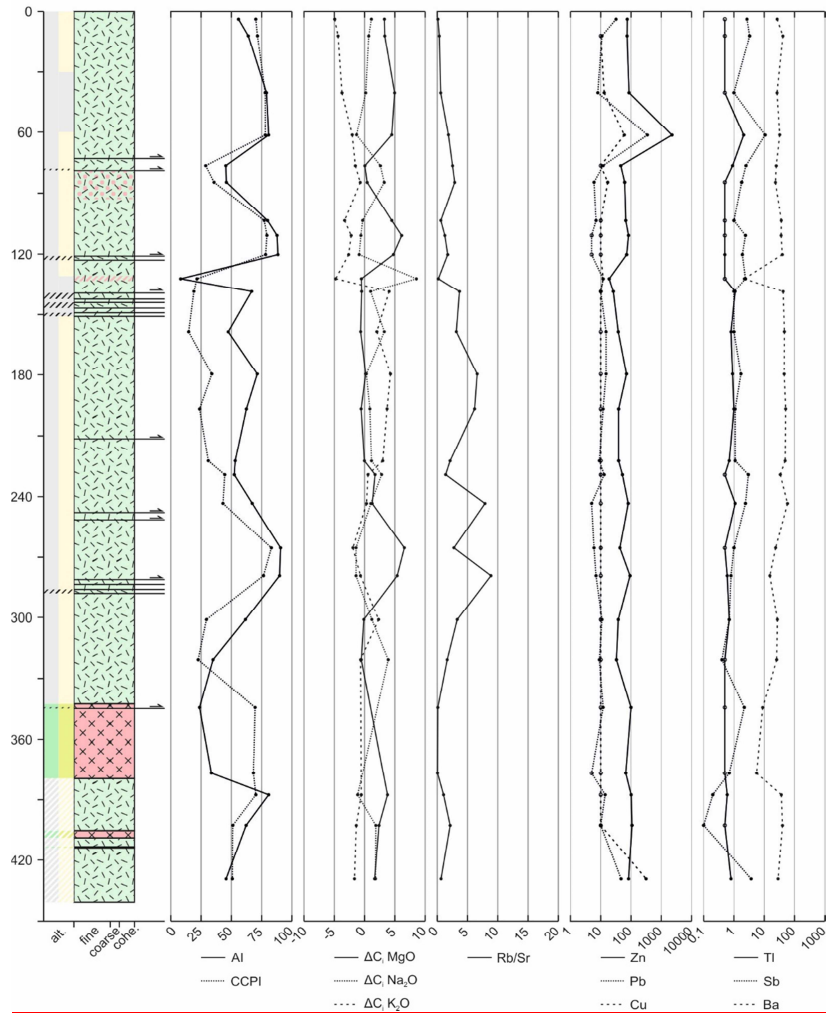 0
60
120
180
240
300
360
420
alt. fine coarse cohe. 0 25 50 75 100 -10 -5 0 5 10 0 5 10 15 20 1 10 100 1000 10000 0.1 1 10 100 1000
AI ΔCᵢ MgO Rb/Sr Zn Tl
CCPI ΔCᵢ Na₂O Pb Sb
ΔCᵢ K₂O Cu Ba